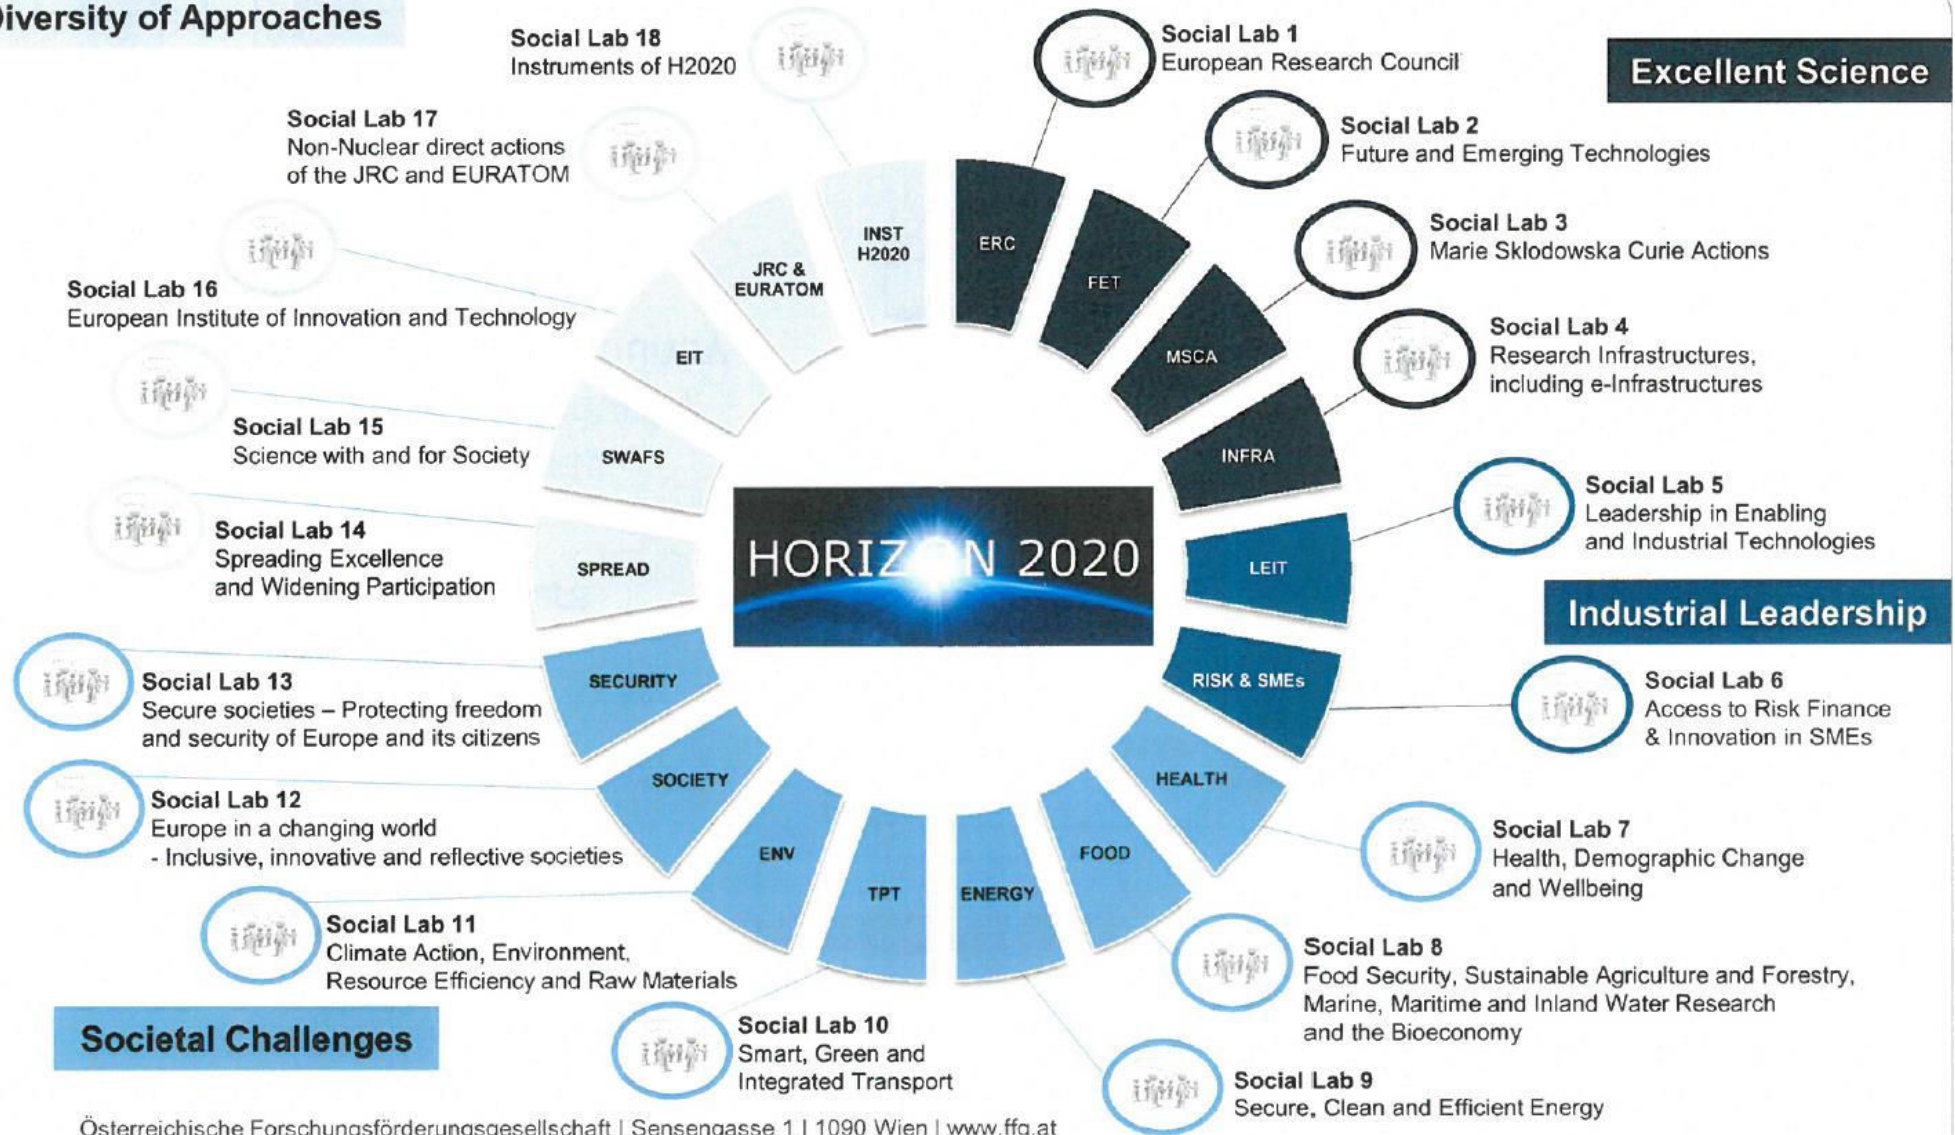 Diversity of Approaches
Social Lab 18
Instruments of H2020
Social Lab 1
European Research Council
Excellent Science
Social Lab 17
Non-Nuclear direct actions
of the JRC and EURATOM
Social Lab 2
Future and Emerging Technologies
Social Lab 3
Marie Sklodowska Curie Actions
Social Lab 16
European Institute of Innovation and Technology
Social Lab 4
Research Infrastructures,
including e-Infrastructures
Social Lab 15
Science with and for Society
Social Lab 5
Leadership in Enabling
and Industrial Technologies
Social Lab 14
Spreading Excellence
and Widening Participation
Industrial Leadership
Social Lab 13
Secure societies – Protecting freedom
and security of Europe and its citizens
Social Lab 6
Access to Risk Finance
& Innovation in SMEs
Social Lab 12
Europe in a changing world
- Inclusive, innovative and reflective societies
Social Lab 7
Health, Demographic Change
and Wellbeing
Social Lab 11
Climate Action, Environment,
Resource Efficiency and Raw Materials
Social Lab 8
Food Security, Sustainable Agriculture and Forestry,
Marine, Maritime and Inland Water Research
and the Bioeconomy
Societal Challenges
Social Lab 10
Smart, Green and
Integrated Transport
Social Lab 9
Secure, Clean and Efficient Energy
INST
H2020
ERC
FET
MSCA
INFRA
LEIT
RISK & SMEs
HEALTH
FOOD
ENERGY
TPT
ENV
SOCIETY
SECURITY
SPREAD
SWAFS
EIT
JRC &
EURATOM
HORIZON 2020
Österreichische Forschungsförderungsgesellschaft | Sensengasse 1 | 1090 Wien | www.ffg.at